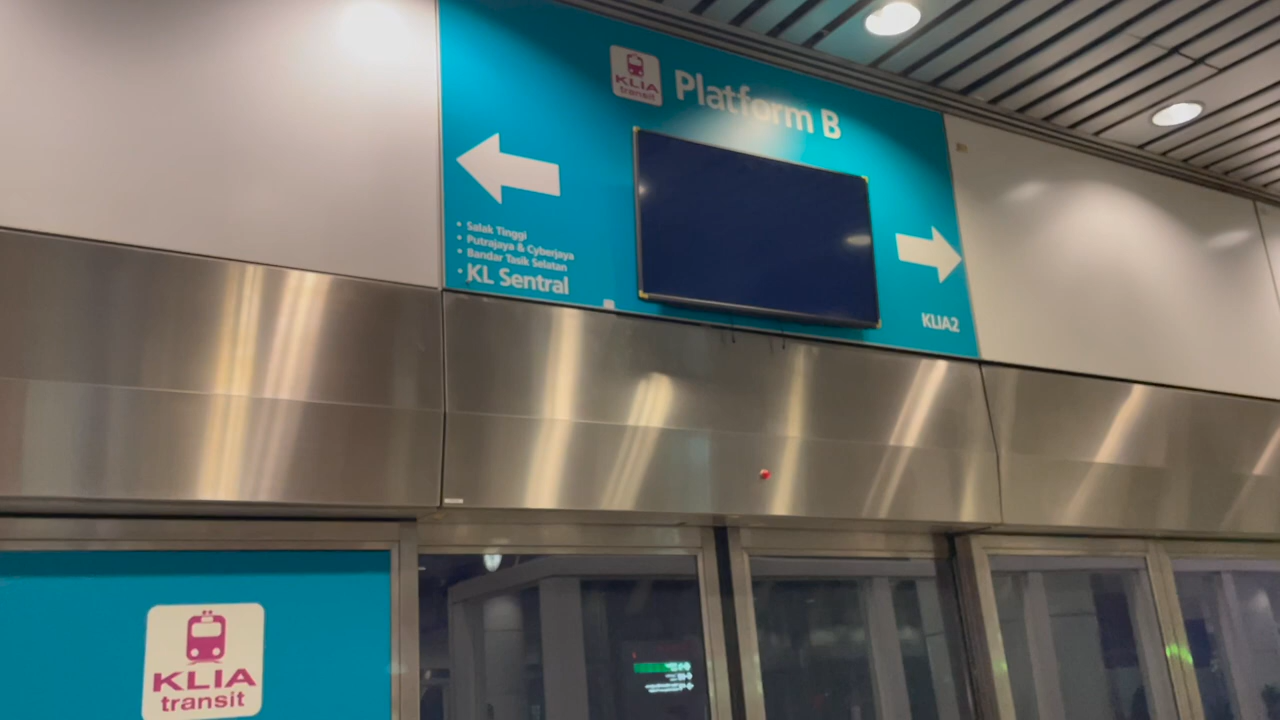 KLIA
transit
Platform B
• Salak Tinggi
• Putrajaya & Cyberjaya
• Bandar Tasik Selatan
• KL Sentral
KLIA2
KLIA
transit